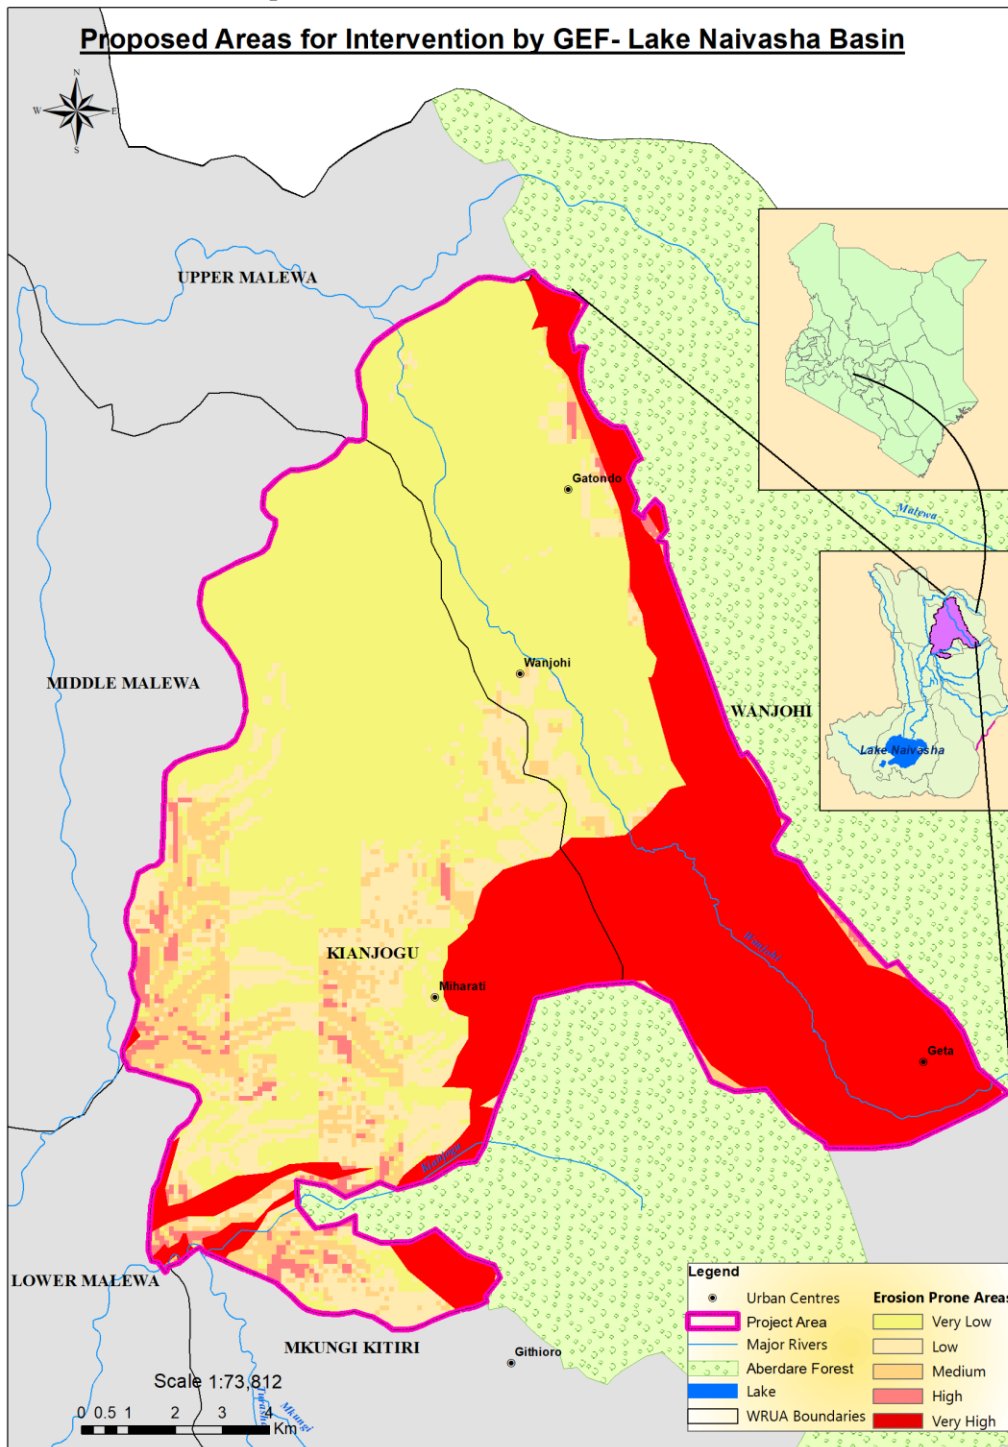 Proposed Areas for Intervention by GEF- Lake Naivasha Basin
N
W
E
S
UPPER MALEWA
Gatondo
Malewa
Wanjohi
MIDDLE MALEWA
WANJOHI
Lake Naivasha
Wanjohi
KIANJOGU
Miharati
Geta
Kianjogu
LOWER MALEWA
MKUNGI KITIRI
Githioro
Scale 1:73,812
0 0.5 1 2 3 4
Km
Turasha
Mkungi
Legend
Urban Centres
Project Area
Major Rivers
Aberdare Forest
Lake
WRUA Boundaries
Erosion Prone Areas
Very Low
Low
Medium
High
Very High